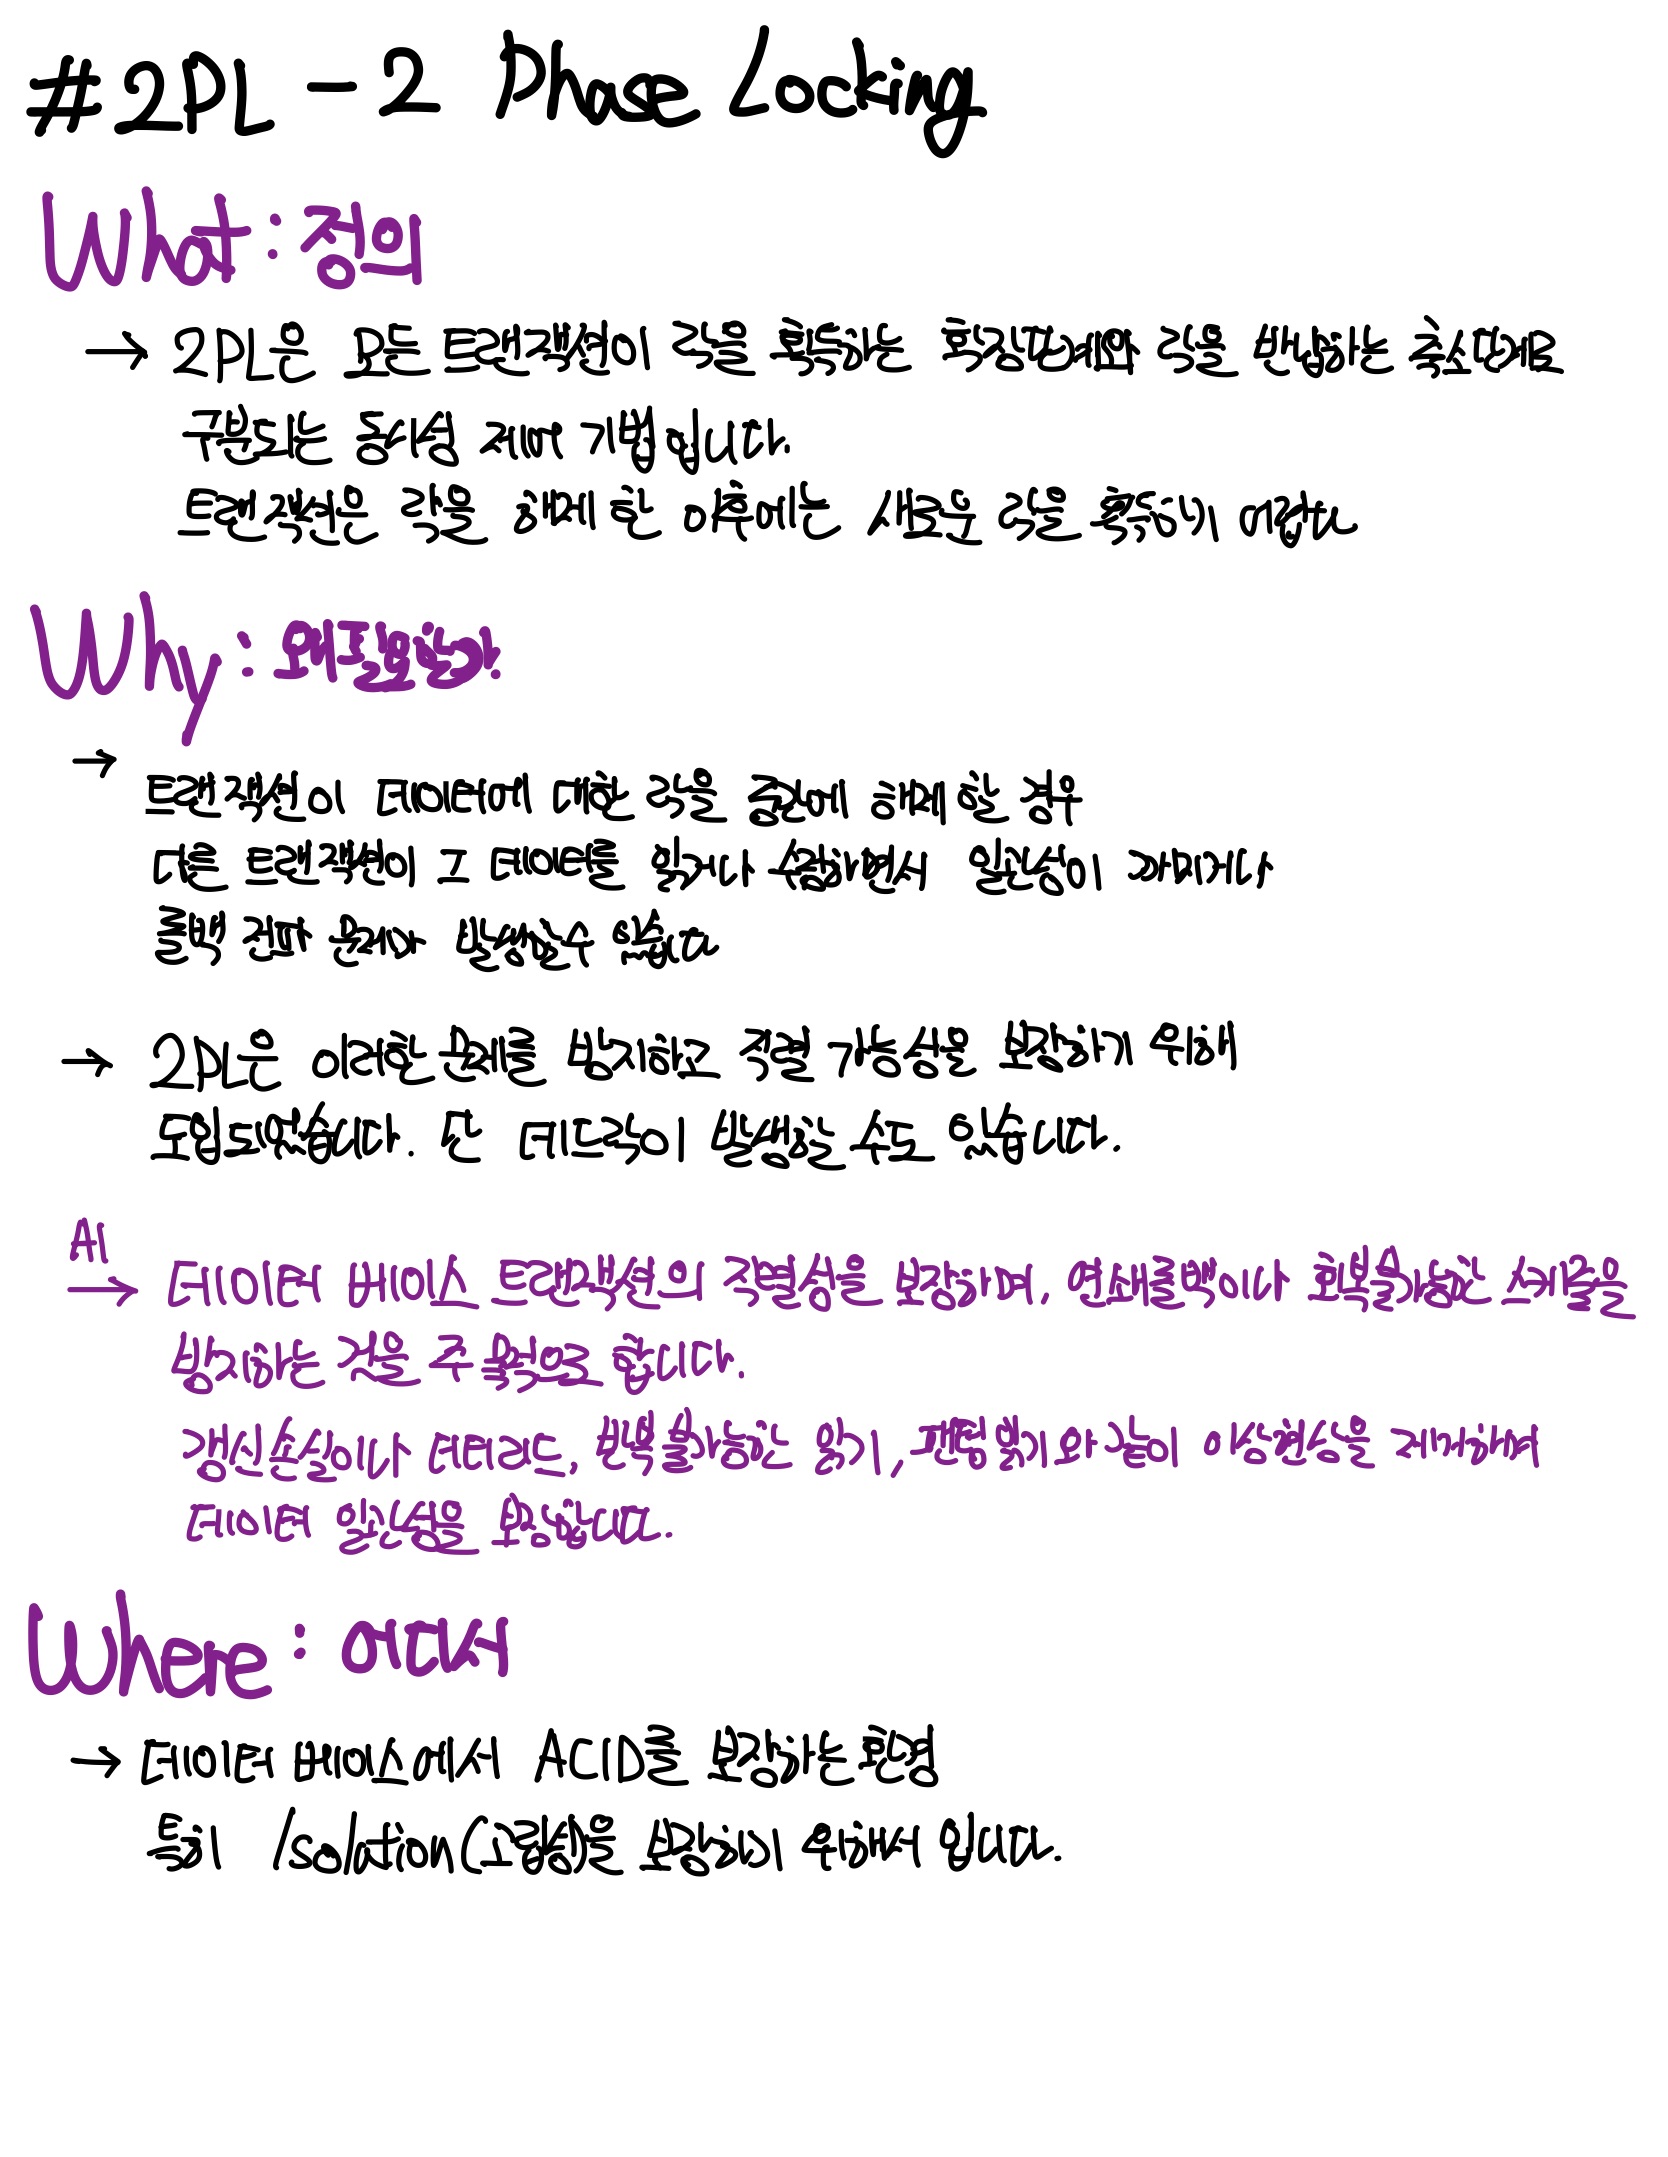 #2PL - 2 Phase Locking
What : 정의
→ 2PL은 모든 트랜잭션이 락을 획득하는 확장단계와 락을 반납하는 축소단계로
구분되는 동시성 제어 기법입니다.
트랜잭션은 락을 해제 한 이후에는 새로운 락을 획득하기 어렵다
Why : 왜 필요한가
→
트랜잭션이 데이터에 대한 락을 중간에 해제 할 경우
다른 트랜잭션이 그 데이터를 읽거나 수정하면서 일관성이 깨지거나
롤백 전파 문제가 발생할수 있습니다
→ 2PL은 이러한 문제를 방지하고 직렬 가능성을 보장하기 위해
도입되었습니다. 단 데드락이 발생할 수도 있습니다.
AI
→ 데이터 베이스 트랜잭션의 직렬성을 보장하며, 연쇄롤백이나 회복불가능한 스케줄을
방지하는 것을 주 목적으로 합니다.
갱신손실이나 더티리드, 반복 불가능한 읽기, 팬텀 읽기와 같이 이상현상을 제거하여
데이터 일관성을 보장합니다.
Where : 어디서
→ 데이터 베이스에서 ACID를 보장하는 환경
특히 Isolation(고립성)을 보장하기 위해서 입니다.